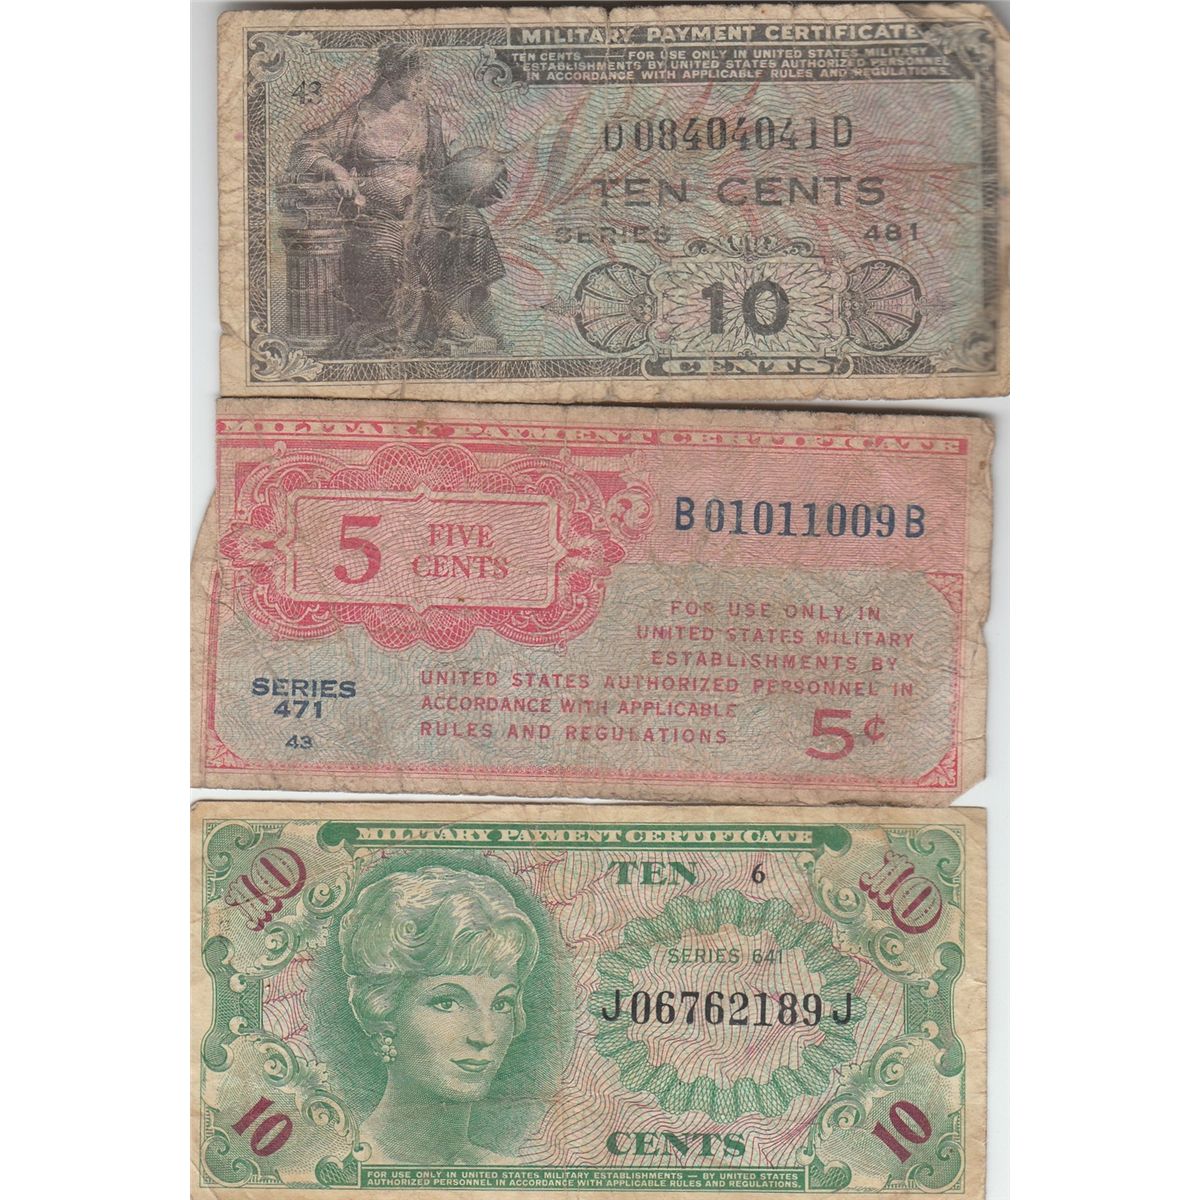 MILITARY PAYMENT CERTIFICATE
TEN CENTS — FOR USE ONLY IN UNITED STATES MILITARY
ESTABLISHMENTS BY UNITED STATES AUTHORIZED PERSONNEL
IN ACCORDANCE WITH APPLICABLE RULES AND REGULATIONS.
43
D08404041D
TEN CENTS
SERIES 481
10
CENTS
MILITARY PAYMENT CERTIFICATE
5 FIVE CENTS
B01011009B
FOR USE ONLY IN
UNITED STATES MILITARY
ESTABLISHMENTS BY
UNITED STATES AUTHORIZED PERSONNEL IN
ACCORDANCE WITH APPLICABLE
RULES AND REGULATIONS
SERIES
471
43
5¢
MILITARY PAYMENT CERTIFICATE
10 TEN 6 10
SERIES 641
J06762189J
10 CENTS 10
FOR USE ONLY IN UNITED STATES MILITARY ESTABLISHMENTS — BY UNITED STATES
AUTHORIZED PERSONNEL IN ACCORDANCE WITH APPLICABLE RULES AND REGULATIONS.